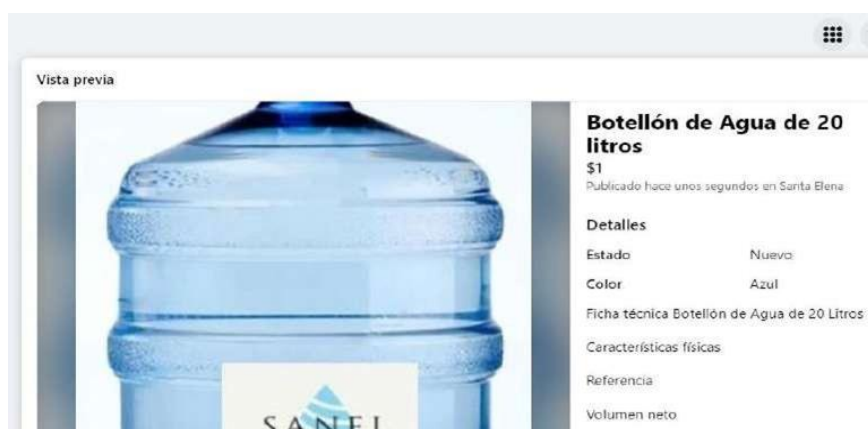 Vista previa
Botellón de Agua de 20
litros
$1
Publicado hace unos segundos en Santa Elena
Detalles
Estado Nuevo
Color Azul
Ficha técnica Botellón de Agua de 20 Litros
Características físicas
Referencia
Volumen neto